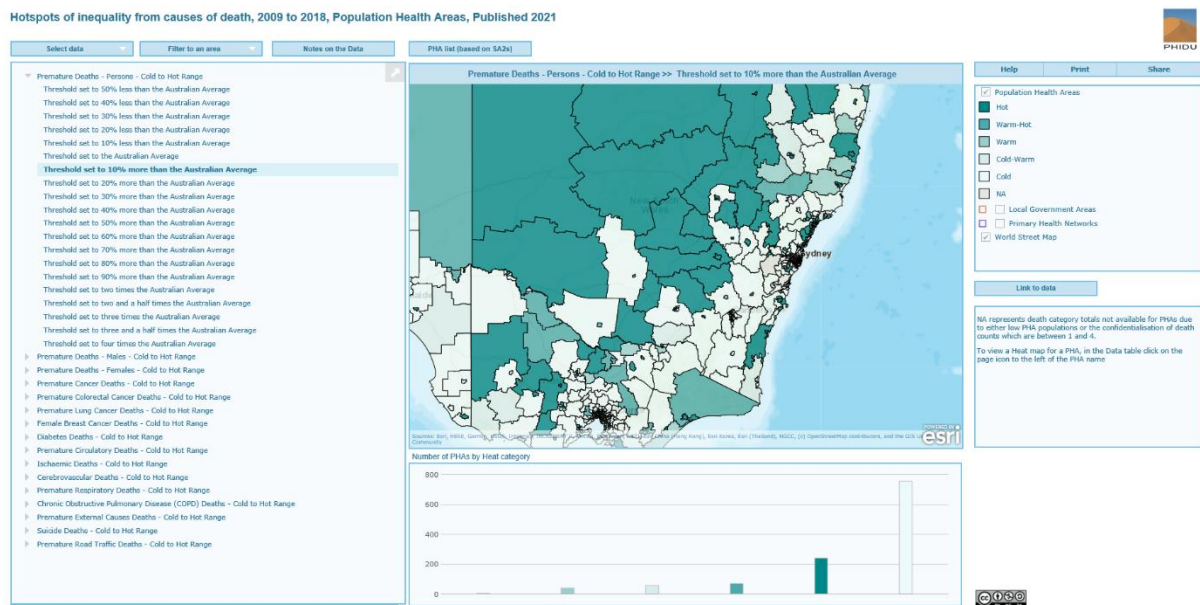 Hotspots of inequality from causes of death, 2009 to 2018, Population Health Areas, Published 2021
PHIDU
Select data
Filter to an area
Notes on the Data
PHA list (based on SA2s)
Premature Deaths - Persons - Cold to Hot Range
Threshold set to 50% less than the Australian Average
Threshold set to 40% less than the Australian Average
Threshold set to 30% less than the Australian Average
Threshold set to 20% less than the Australian Average
Threshold set to 10% less than the Australian Average
Threshold set to the Australian Average
Threshold set to 10% more than the Australian Average
Threshold set to 20% more than the Australian Average
Threshold set to 30% more than the Australian Average
Threshold set to 40% more than the Australian Average
Threshold set to 50% more than the Australian Average
Threshold set to 60% more than the Australian Average
Threshold set to 70% more than the Australian Average
Threshold set to 80% more than the Australian Average
Threshold set to 90% more than the Australian Average
Threshold set to two times the Australian Average
Threshold set to two and a half times the Australian Average
Threshold set to three times the Australian Average
Threshold set to three and a half times the Australian Average
Threshold set to four times the Australian Average
Premature Deaths - Males - Cold to Hot Range
Premature Deaths - Females - Cold to Hot Range
Premature Cancer Deaths - Cold to Hot Range
Premature Colorectal Cancer Deaths - Cold to Hot Range
Premature Lung Cancer Deaths - Cold to Hot Range
Female Breast Cancer Deaths - Cold to Hot Range
Diabetes Deaths - Cold to Hot Range
Premature Circulatory Deaths - Cold to Hot Range
Ischaemic Deaths - Cold to Hot Range
Cerebrovascular Deaths - Cold to Hot Range
Premature Respiratory Deaths - Cold to Hot Range
Chronic Obstructive Pulmonary Disease (COPD) Deaths - Cold to Hot Range
Premature External Causes Deaths - Cold to Hot Range
Suicide Deaths - Cold to Hot Range
Premature Road Traffic Deaths - Cold to Hot Range
Premature Deaths - Persons - Cold to Hot Range >> Threshold set to 10% more than the Australian Average
Sydney
POWERED BY
esri
Number of PHAs by Heat category
800
600
400
200
0
Help
Print
Share
Population Health Areas
Hot
Warm-Hot
Warm
Cold-Warm
Cold
NA
Local Government Areas
Primary Health Networks
World Street Map
Link to data
NA represents death category totals not available for PHAs due
to either low PHA populations or the confidentialisation of death
counts which are between 1 and 4.
To view a Heat map for a PHA, in the Data table click on the
page icon to the left of the PHA name